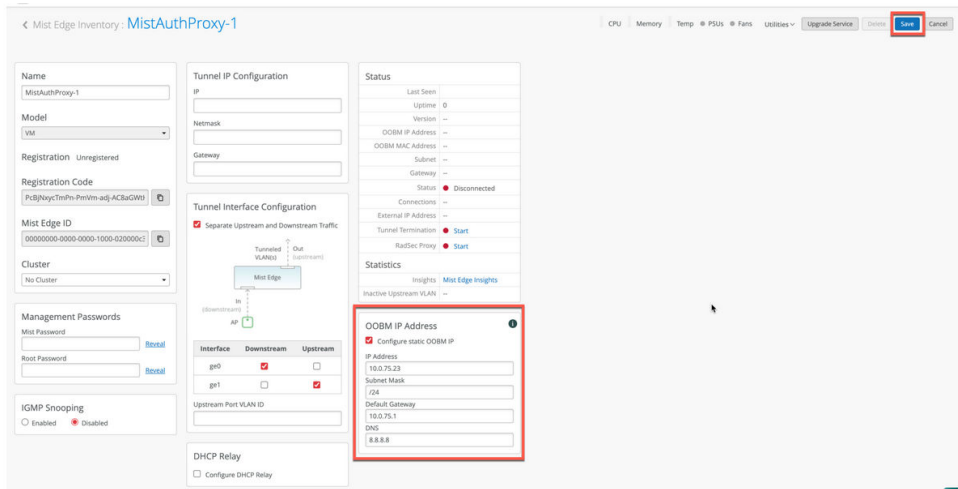 Mist Edge Inventory : MistAuthProxy-1
CPU Memory Temp PSUs Fans Utilities Upgrade Service Delete Save Cancel
Name
MistAuthProxy-1
Model
VM
Registration Unregistered
Registration Code
Mist Edge ID
Cluster
No Cluster
Management Passwords
Mist Password
Reveal
Root Password
Reveal
IGMP Snooping
Enabled Disabled
Tunnel IP Configuration
IP
Netmask
Gateway
Tunnel Interface Configuration
Separate Upstream and Downstream Traffic
Tunneled VLAN(s)
Out (upstream)
Mist Edge
In
(downstream)
AP
Interface Downstream Upstream
ge0
ge1
Upstream Port VLAN ID
DHCP Relay
Configure DHCP Relay
Status
Last Seen
Uptime 0
Version --
OOBM IP Address --
OOBM MAC Address --
Subnet --
Gateway --
Status Disconnected
Connections --
External IP Address --
Tunnel Termination Start
RadSec Proxy Start
Statistics
Insights Mist Edge Insights
Inactive Upstream VLAN --
OOBM IP Address
Configure static OOBM IP
IP Address
10.0.75.23
Subnet Mask
/24
Default Gateway
10.0.75.1
DNS
8.8.8.8